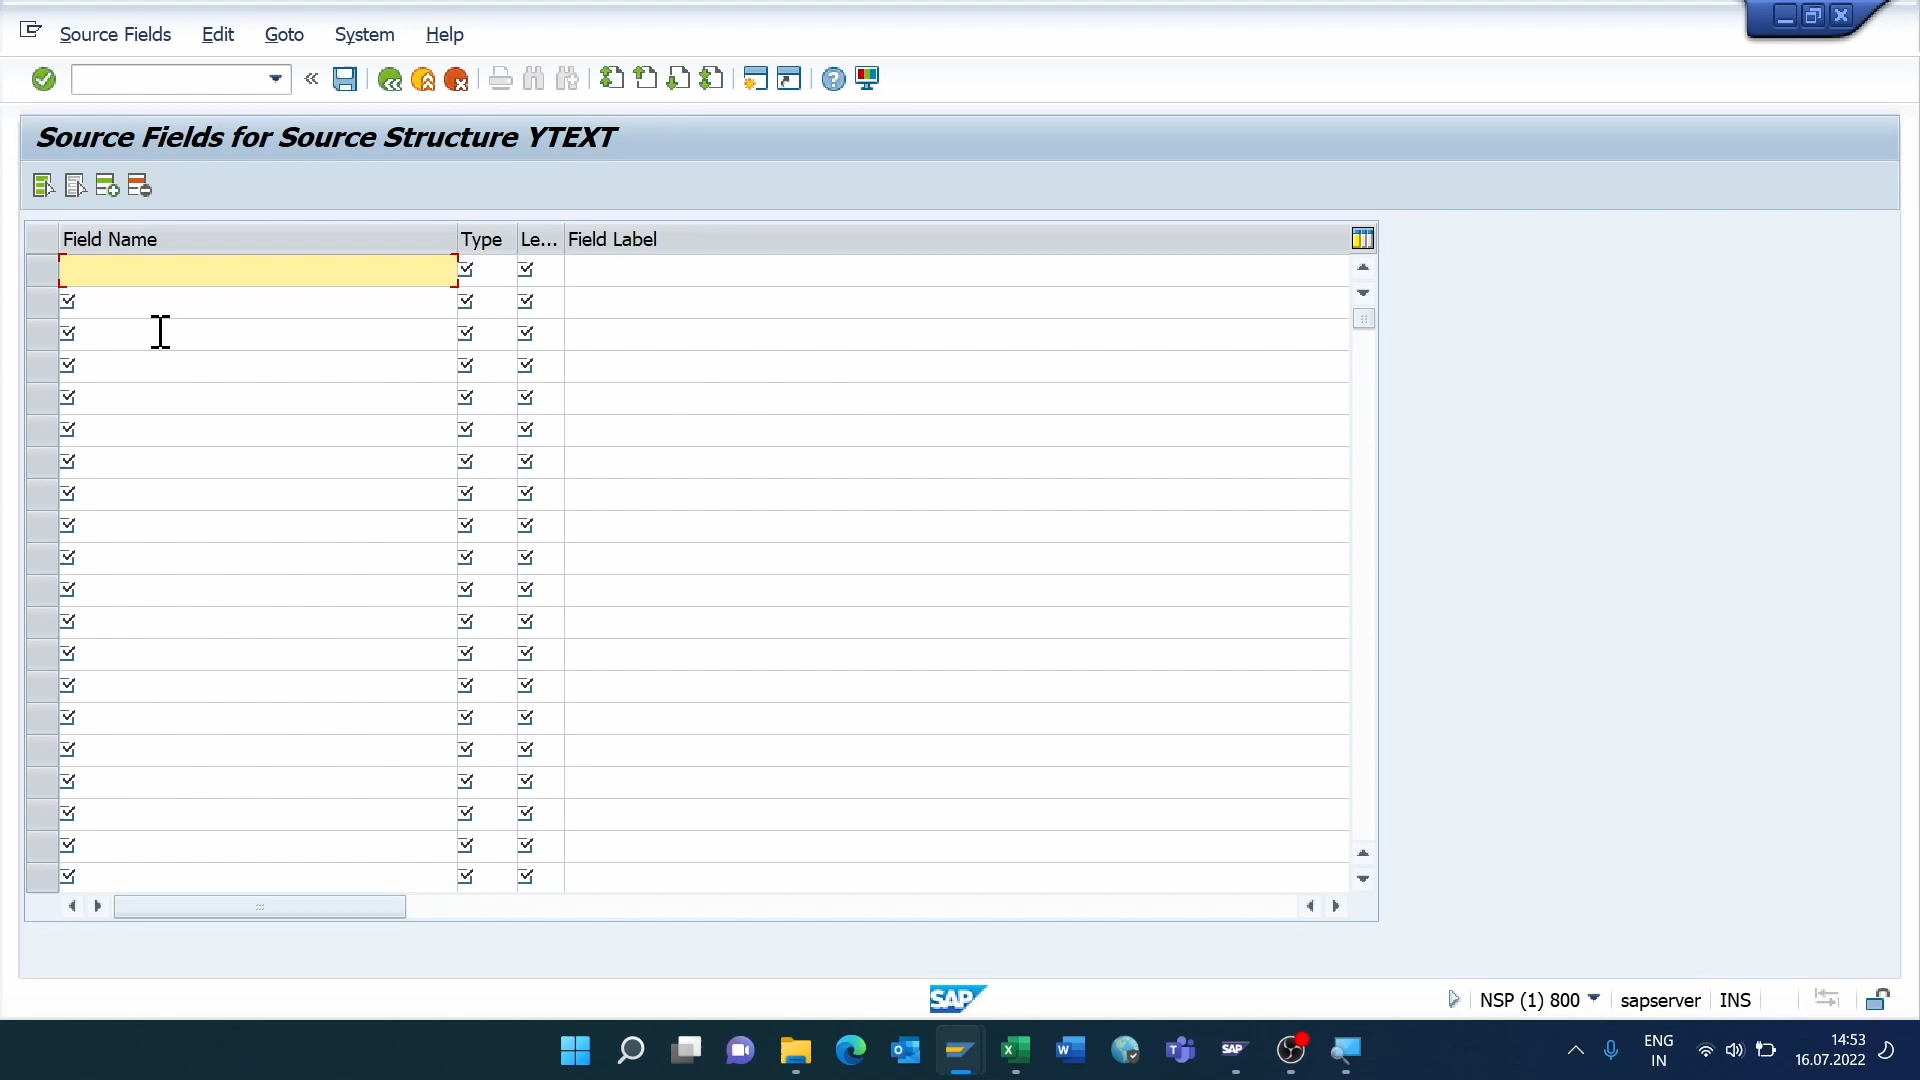 Source Fields Edit Goto System Help
Source Fields for Source Structure YTEXT
Field Name Type Le... Field Label
SAP NSP (1) 800 sapserver INS
ENG 14:53
IN 16.07.2022